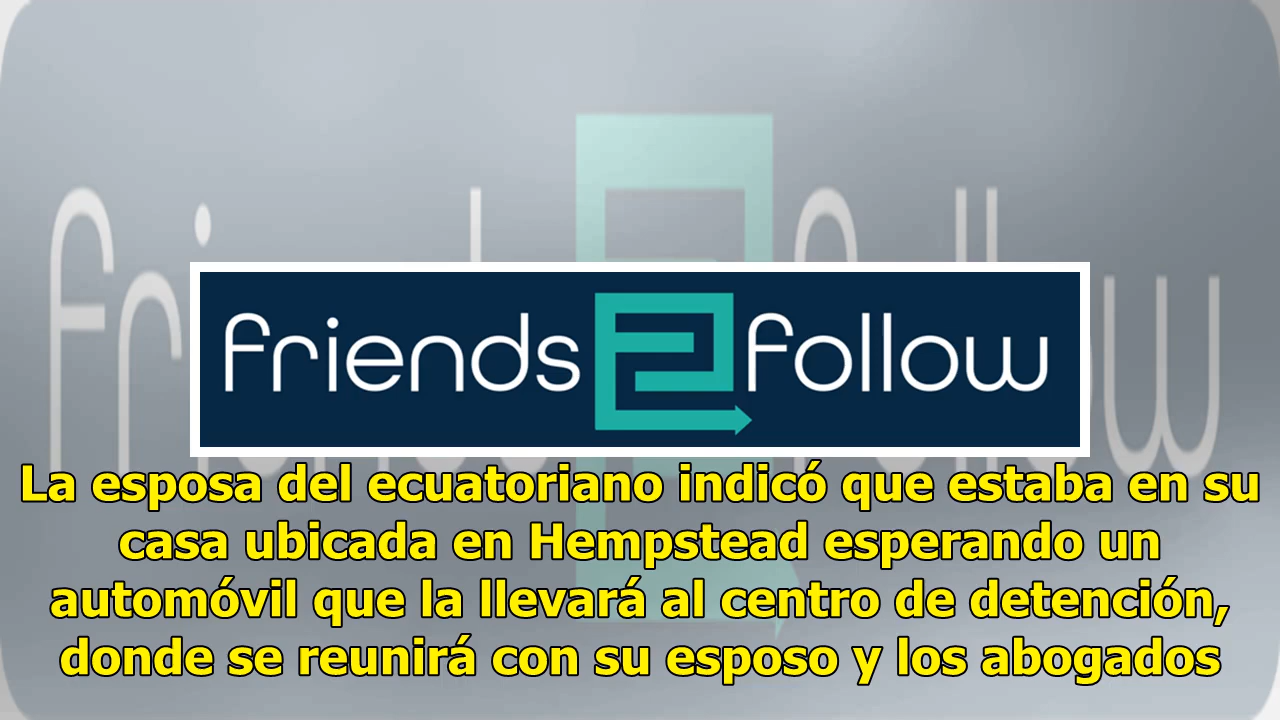 friends2follow
La esposa del ecuatoriano indicó que estaba en su
casa ubicada en Hempstead esperando un
automóvil que la llevará al centro de detención,
donde se reunirá con su esposo y los abogados